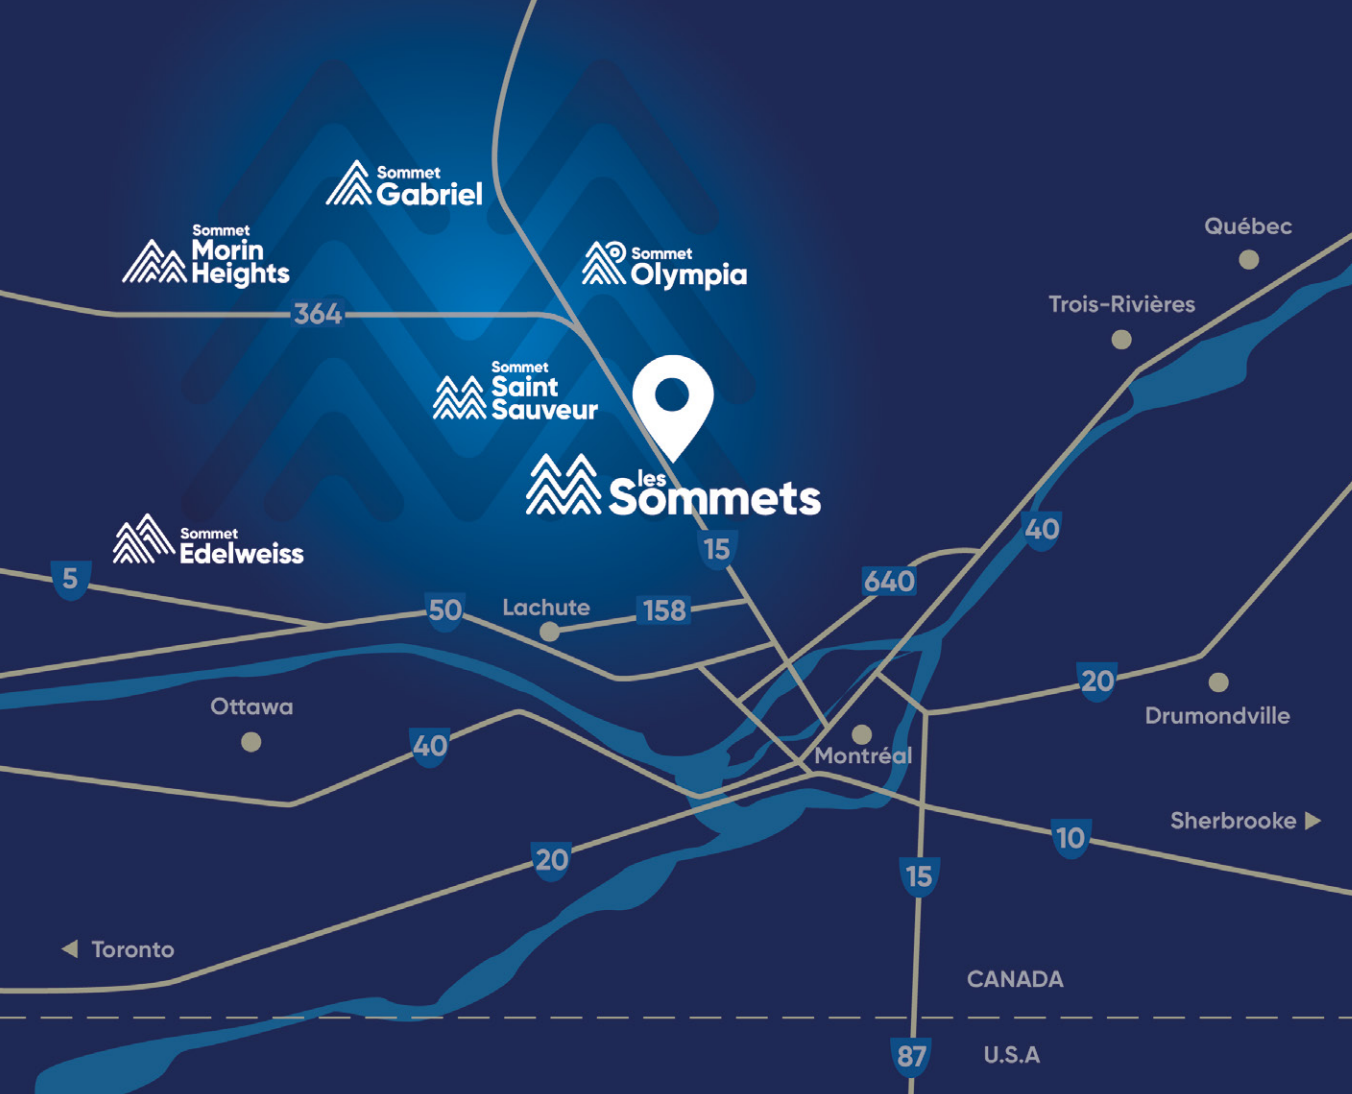 Sommet
Gabriel
Sommet
Morin
Heights
Sommet
Olympia
Québec
Trois-Rivières
364
Sommet
Saint
Sauveur
les
Sommets
Sommet
Edelweiss
15
40
5
640
50
Lachute
158
20
Ottawa
Drumondville
40
Montréal
Sherbrooke
10
20
15
Toronto
CANADA
U.S.A
87